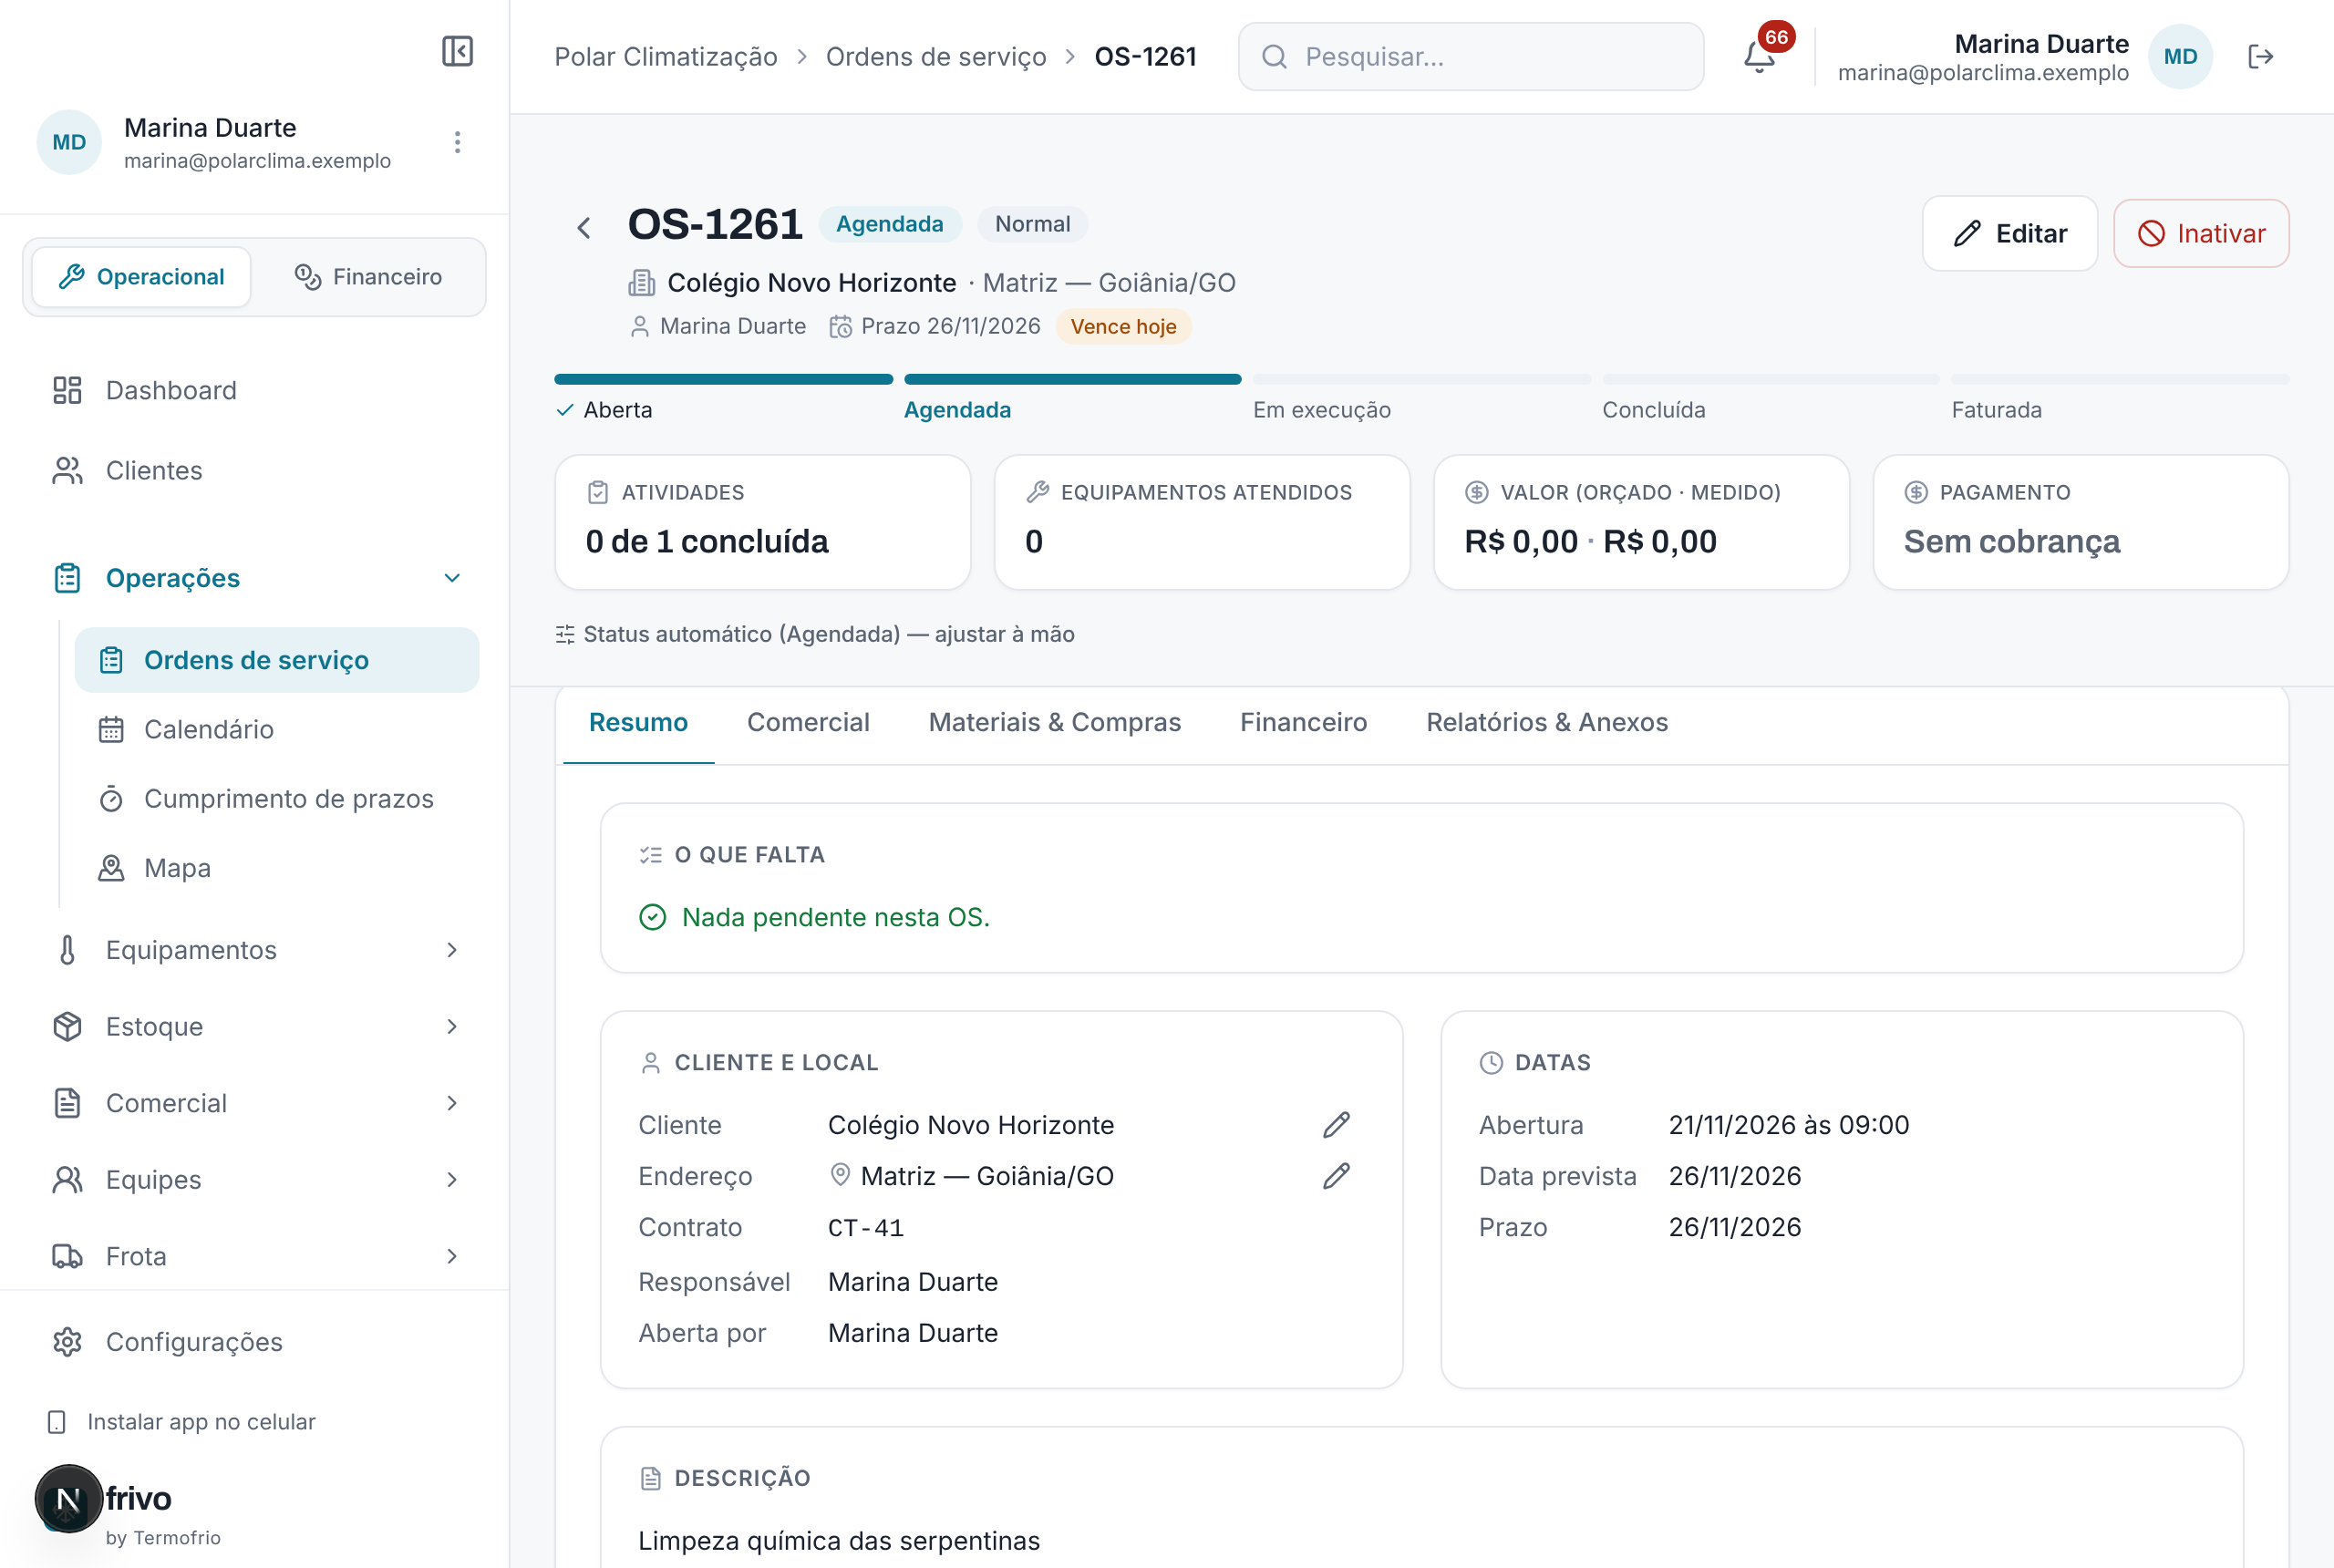 Polar Climatização > Ordens de serviço > OS-1261
Pesquisar...
66
Marina Duarte
marina@polarclima.exemplo
MD
MD
Marina Duarte
marina@polarclima.exemplo
Operacional
Financeiro
Dashboard
Clientes
Operações
Ordens de serviço
Calendário
Cumprimento de prazos
Mapa
Equipamentos
Estoque
Comercial
Equipes
Frota
Configurações
Instalar app no celular
N
frivo
by Termofrio
OS-1261 Agendada Normal
Editar
Inativar
Colégio Novo Horizonte · Matriz — Goiânia/GO
Marina Duarte Prazo 26/11/2026 Vence hoje
Aberta
Agendada
Em execução
Concluída
Faturada
ATIVIDADES
0 de 1 concluída
EQUIPAMENTOS ATENDIDOS
0
VALOR (ORÇADO · MEDIDO)
R$ 0,00 · R$ 0,00
PAGAMENTO
Sem cobrança
Status automático (Agendada) — ajustar à mão
Resumo
Comercial
Materiais & Compras
Financeiro
Relatórios & Anexos
O QUE FALTA
Nada pendente nesta OS.
CLIENTE E LOCAL
Cliente Colégio Novo Horizonte
Endereço Matriz — Goiânia/GO
Contrato CT-41
Responsável Marina Duarte
Aberta por Marina Duarte
DATAS
Abertura 21/11/2026 às 09:00
Data prevista 26/11/2026
Prazo 26/11/2026
DESCRIÇÃO
Limpeza química das serpentinas